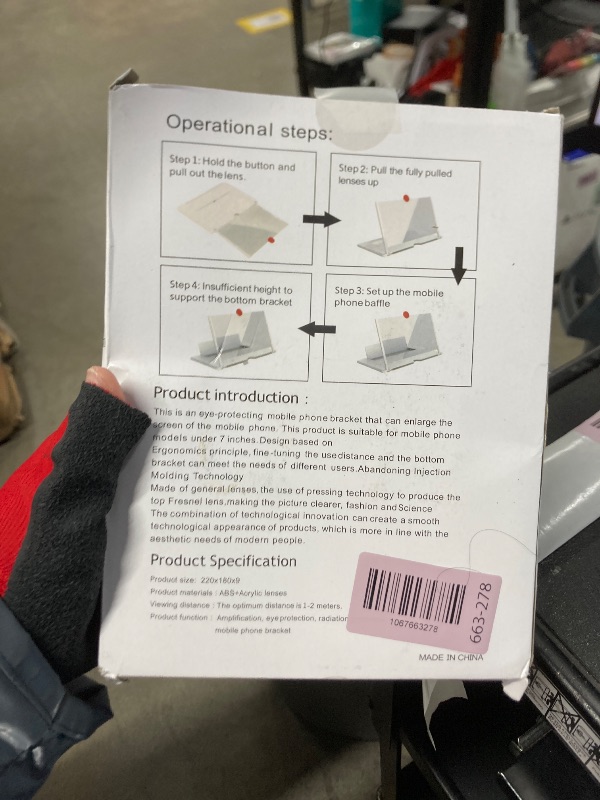 Operational steps:
Step 1: Hold the button and
pull out the lens.
Step 2: Pull the fully pulled
lenses up
Step 4: Insufficient height to
support the bottom bracket
Step 3: Set up the mobile
phone baffle
Product introduction :
This is an eye-protecting mobile phone bracket that can enlarge the
screen of the mobile phone. This product is suitable for mobile phone
models under 7 inches.Design based on
Ergonomics principle, fine-tuning the usedistance and the bottom
bracket can meet the needs of different users.Abandoning Injection
Molding Technology
Made of general lenses,the use of pressing technology to produce the
top Fresnel lens,making the picture clearer, fashion and Science
The combination of technological innovation can create a smooth
technological appearance of products, which is more in line with the
aesthetic needs of modern people.
Product Specification
Product size: 220x160x9
Product materials : ABS+Acrylic lenses
Viewing distance : The optimum distance is 1-2 meters.
Product function : Amplification, eye protection, radiation
mobile phone bracket
1067663278
663-278
MADE IN CHINA